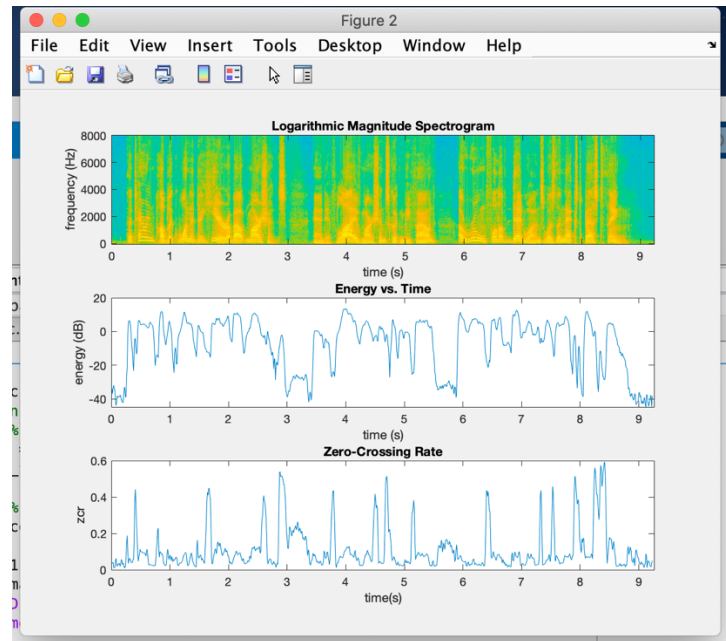 Figure 2
File Edit View Insert Tools Desktop Window Help
Logarithmic Magnitude Spectrogram
8000
6000
4000
2000
0
frequency (Hz)
0 1 2 3 4 5 6 7 8 9
time (s)
Energy vs. Time
20
0
-20
-40
energy (dB)
0 1 2 3 4 5 6 7 8 9
time (s)
Zero-Crossing Rate
0.6
0.4
0.2
0
zcr
0 1 2 3 4 5 6 7 8 9
time(s)